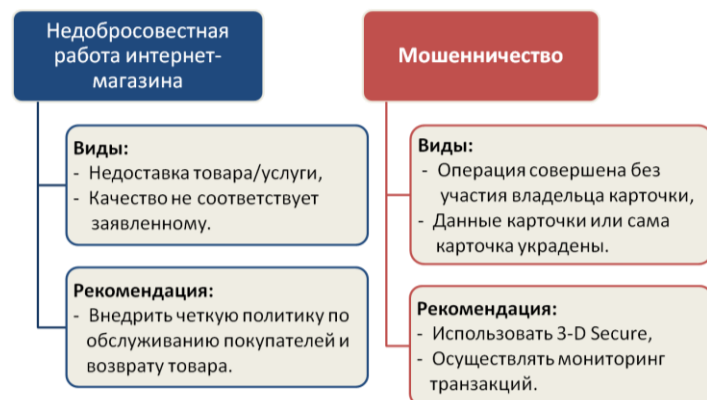 Недобросовестная
работа интернет-
магазина
Виды:
- Недоставка товара/услуги,
- Качество не соответствует
заявленному.
Рекомендация:
- Внедрить четкую политику по
обслуживанию покупателей и
возврату товара.
Мошенничество
Виды:
- Операция совершена без
участия владельца карточки,
- Данные карточки или сама
карточка украдены.
Рекомендация:
- Использовать 3-D Secure,
- Осуществлять мониторинг
транзакций.